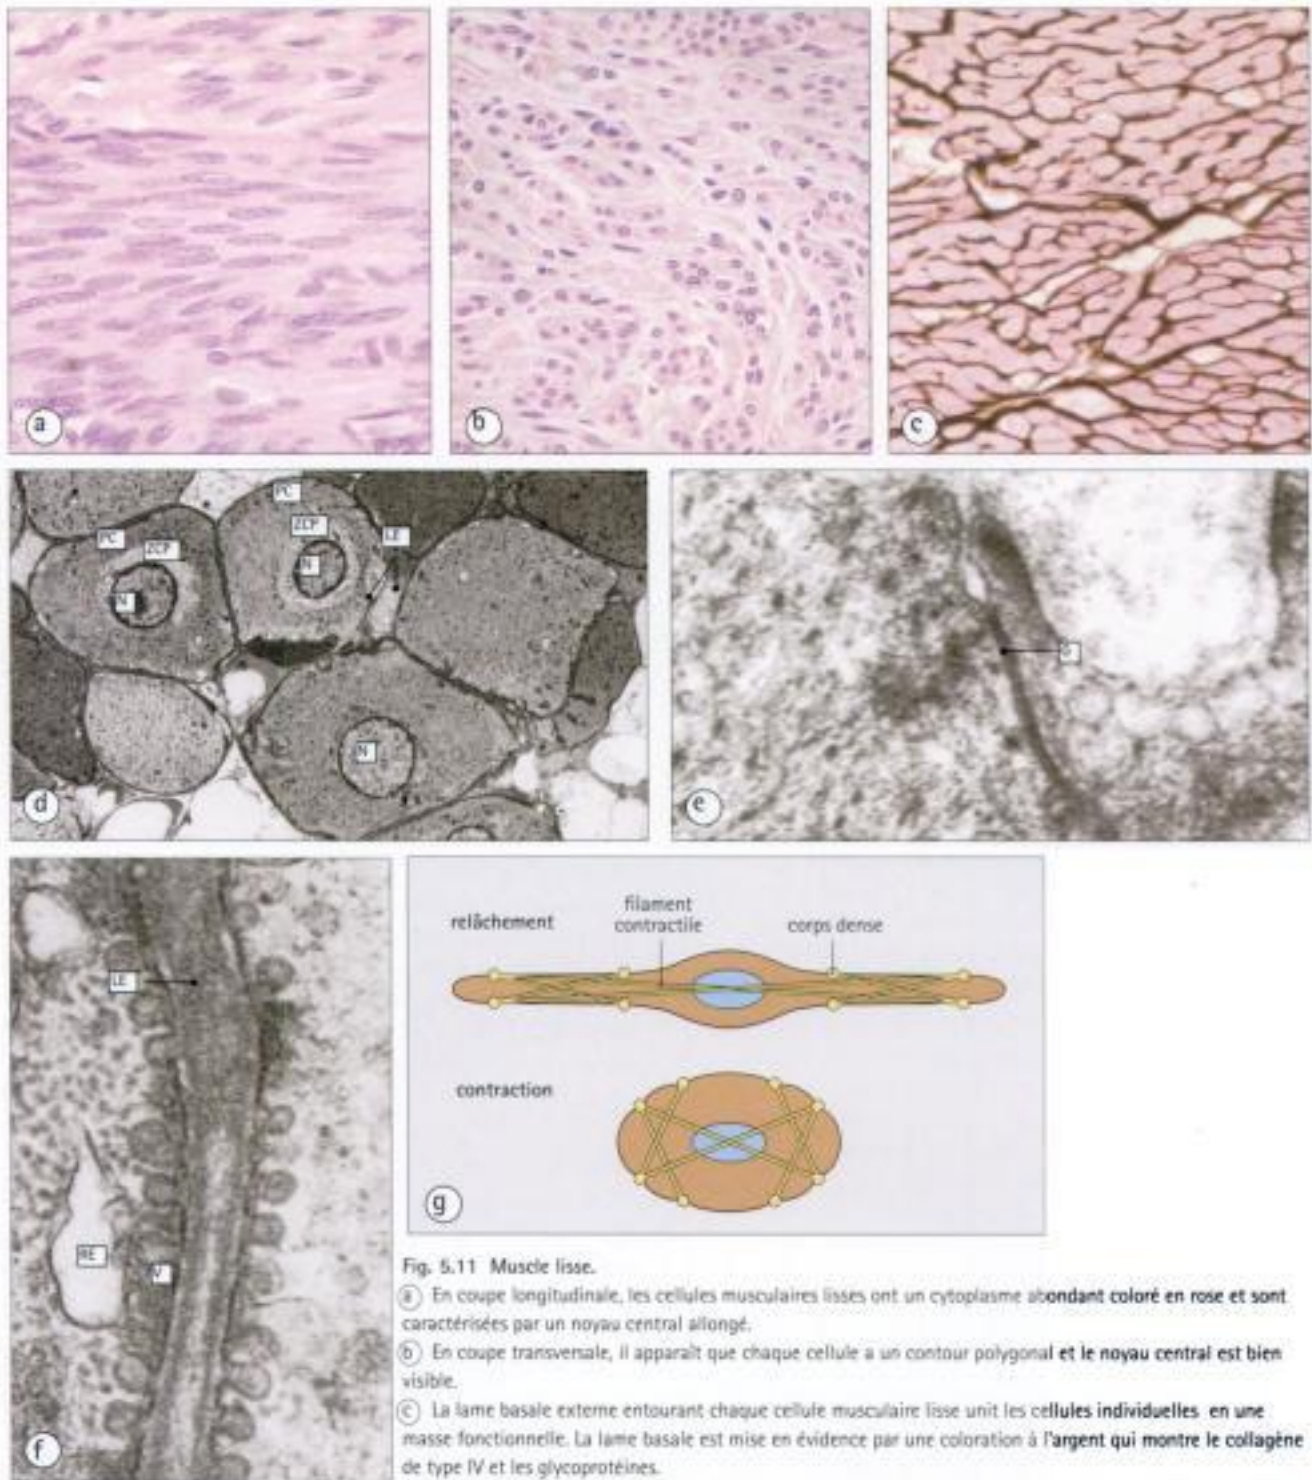 a
b
c
PC
ZCP
N
PC
ZCP
N
LE
N
d
e
LE
RE
V
f
relâchement
filament
contractile
corps dense
contraction
g
Fig. 5.11 Muscle lisse.
a En coupe longitudinale, les cellules musculaires lisses ont un cytoplasme abondant coloré en rose et sont
caractérisées par un noyau central allongé.
b En coupe transversale, il apparaît que chaque cellule a un contour polygonal et le noyau central est bien
visible.
c La lame basale externe entourant chaque cellule musculaire lisse unit les cellules individuelles en une
masse fonctionnelle. La lame basale est mise en évidence par une coloration à l'argent qui montre le collagène
de type IV et les glycoprotéines.